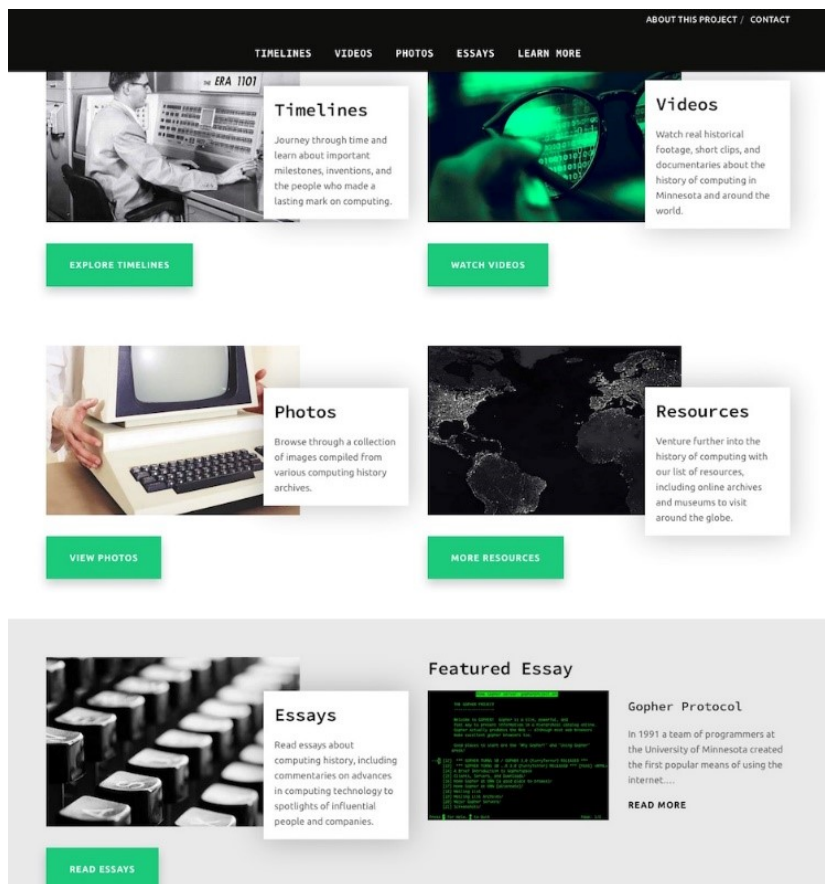 ABOUT THIS PROJECT / CONTACT
TIMELINES VIDEOS PHOTOS ESSAYS LEARN MORE
ERA 1101
Timelines
Journey through time and
learn about important
milestones, inventions, and
the people who made a
lasting mark on computing.
EXPLORE TIMELINES
Videos
Watch real historical
footage, short clips, and
documentaries about the
history of computing in
Minnesota and around the
world.
WATCH VIDEOS
Photos
Browse through a collection
of images compiled from
various computing history
archives.
VIEW PHOTOS
Resources
Venture further into the
history of computing with
our list of resources,
including online archives
and museums to visit
around the globe.
MORE RESOURCES
Essays
Read essays about
computing history, including
commentaries on advances
in computing technology to
spotlights of influential
people and companies.
READ ESSAYS
Featured Essay
THE GOPHER PROJECT
Gopher Protocol
In 1991 a team of programmers at
the University of Minnesota created
the first popular means of using the
internet....
READ MORE